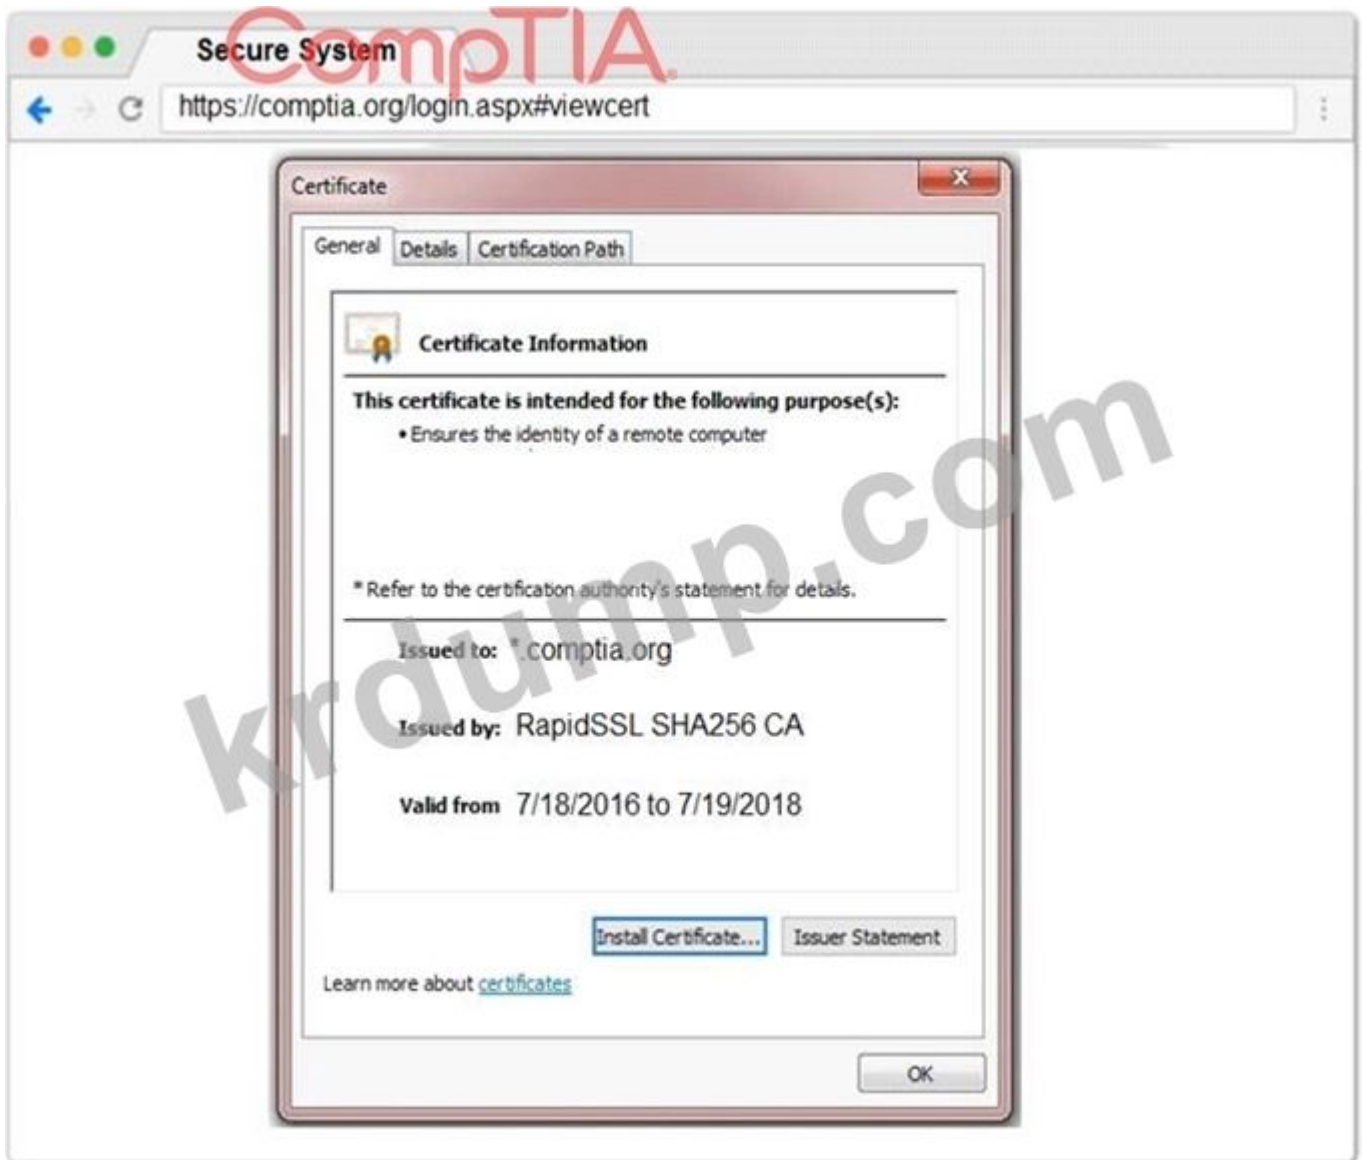 CompTIA.
Secure System
https://comptia.org/login.aspx#viewcert
Certificate
General Details Certification Path
Certificate Information
This certificate is intended for the following purpose(s):
• Ensures the identity of a remote computer
* Refer to the certification authority's statement for details.
Issued to: *.comptia.org
Issued by: RapidSSL SHA256 CA
Valid from 7/18/2016 to 7/19/2018
Install Certificate... Issuer Statement
Learn more about certificates
OK
krdump.com